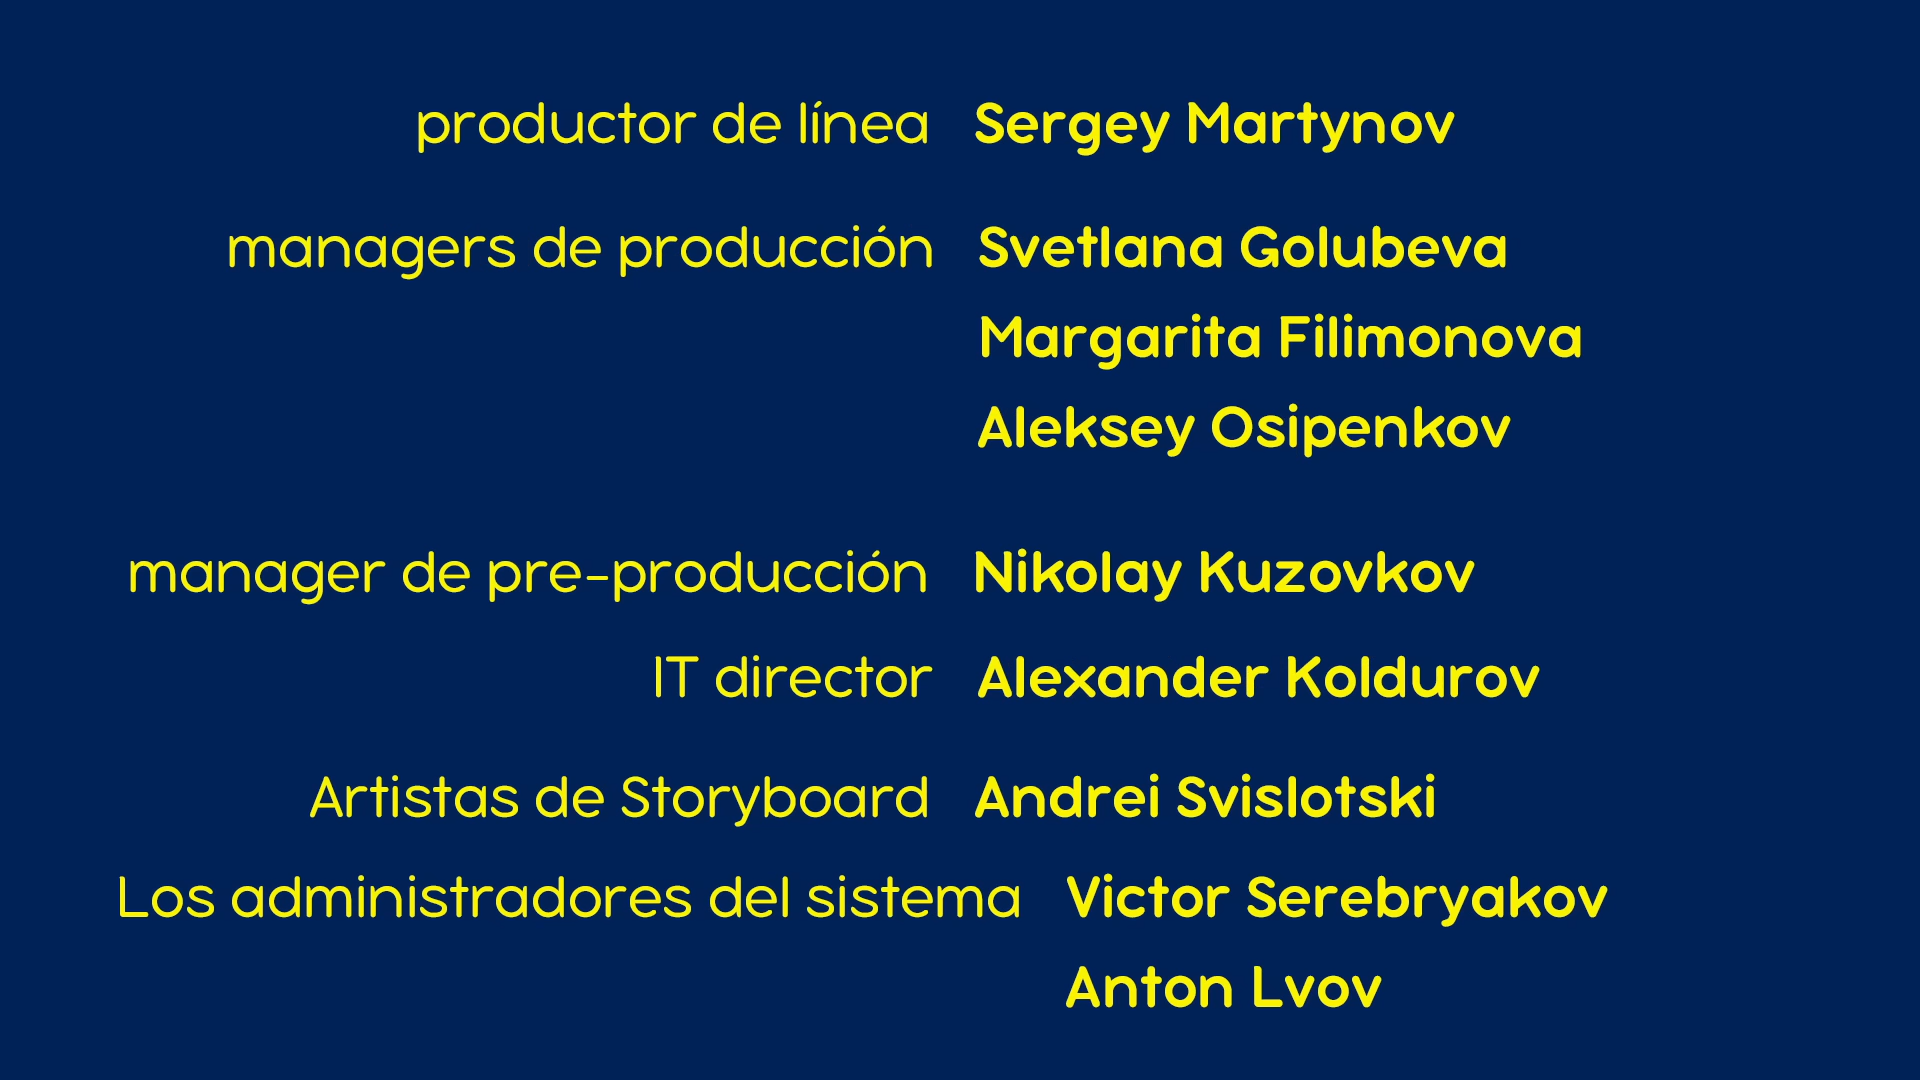 productor de línea Sergey Martynov
managers de producción Svetlana Golubeva
Margarita Filimonova
Aleksey Osipenkov
manager de pre-producción Nikolay Kuzovkov
IT director Alexander Koldurov
Artistas de Storyboard Andrei Svislotski
Los administradores del sistema Victor Serebryakov
Anton Lvov